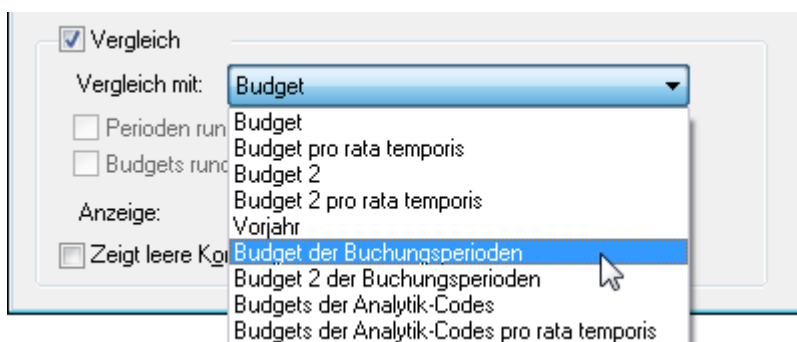 Vergleich
Vergleich mit: Budget
Perioden run
Budget
Budget pro rata temporis
Budgets rund
Budget 2
Budget 2 pro rata temporis
Anzeige:
Vorjahr
Zeigt leere Kor
Budget der Buchungsperioden
Budget 2 der Buchungsperioden
Budgets der Analytik-Codes
Budgets der Analytik-Codes pro rata temporis